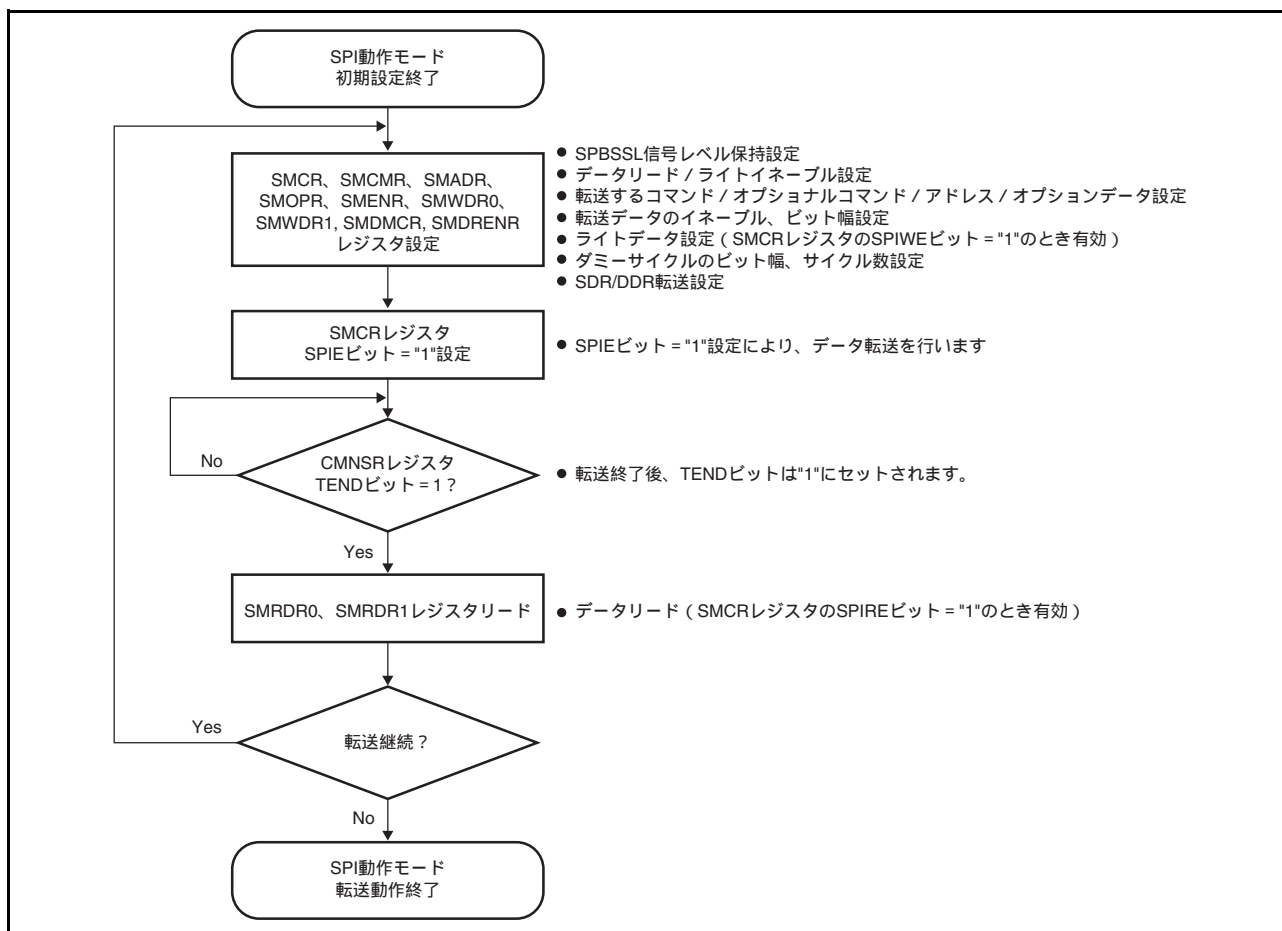 SPI動作モード
初期設定終了
SMCR、SMCMR、SMADR、
SMOPR、SMENR、SMWDR0、
SMWDR1, SMDMCR, SMDRENR
レジスタ設定
● SPBSSL信号レベル保持設定
● データリード / ライトイネーブル設定
● 転送するコマンド / オプショナルコマンド / アドレス / オプションデータ設定
● 転送データのイネーブル、ビット幅設定
● ライトデータ設定 ( SMCRレジスタのSPIWEビット = "1"のとき有効 )
● ダミーサイクルのビット幅、サイクル数設定
● SDR/DDR転送設定
SMCRレジスタ
SPIEビット = "1"設定
● SPIEビット = "1"設定により、データ転送を行います
No
CMNSRレジスタ
TENDビット = 1 ?
● 転送終了後、TENDビットは"1"にセットされます。
Yes
SMRDR0、SMRDR1レジスタリード
● データリード ( SMCRレジスタのSPIREビット = "1"のとき有効 )
Yes
転送継続 ?
No
SPI動作モード
転送動作終了